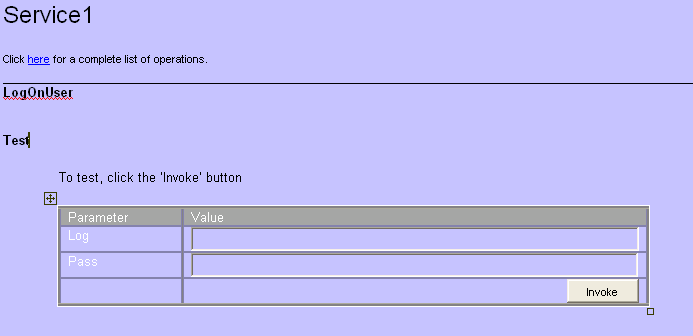 Service1
Click here for a complete list of operations.
LogOnUser
Test
To test, click the 'Invoke' button
Parameter Value
Log
Pass
Invoke